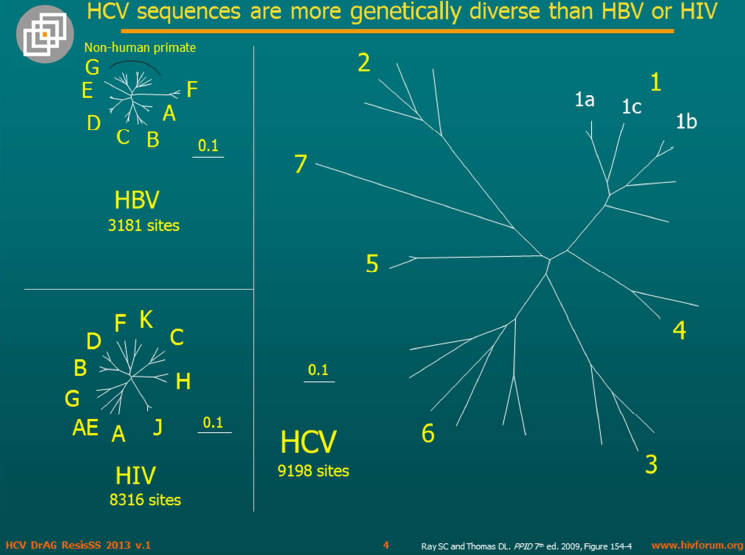 HCV sequences are more genetically diverse than HBV or HIV
Non-human primate
G
E
F
A
D
C
B
0.1
HBV
3181 sites
F
K
D
C
B
H
G
AE
A
J
0.1
HIV
8316 sites
2
1
1a
1c
1b
7
5
4
0.1
6
3
HCV
9198 sites
HCV DrAG ResisSS 2013 v.1
4
Ray SC and Thomas DL. PPID 7th ed. 2009, Figure 154-4
www.hivforum.org